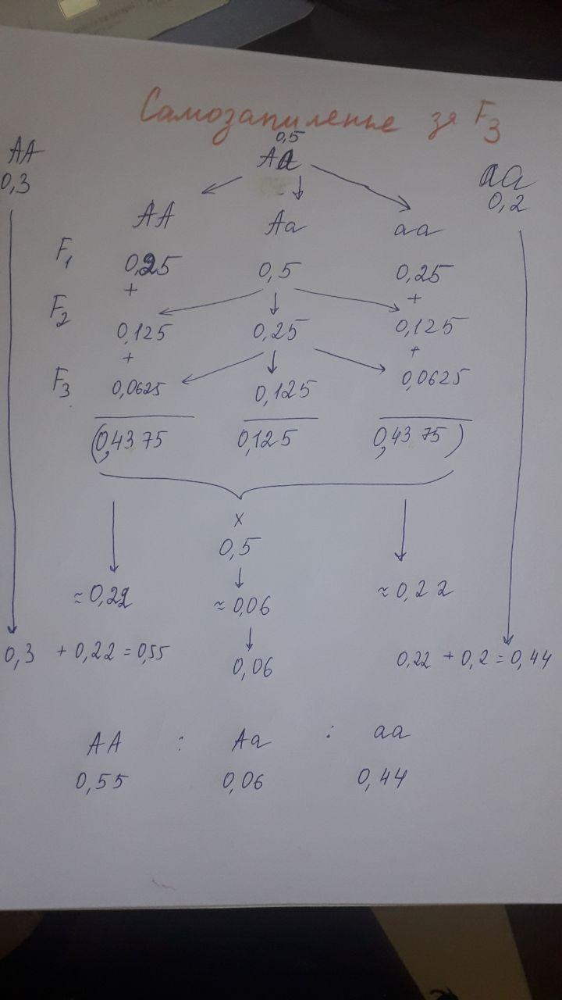 Самозапиленье зя F3
0,5
AA Aa aa
0,3 0,2
AA Aa aa
F1 0,25 0,5 0,25
+ +
F2 0,125 0,25 0,125
+ +
F3 0,0625 0,125 0,0625
(0,4375 0,125 0,4375)
x
0,5
≈0,22 ≈0,06 ≈0,22
0,3 + 0,22 = 0,55 0,06 0,22 + 0,2 = 0,44
AA : Aa : aa
0,55 0,06 0,44